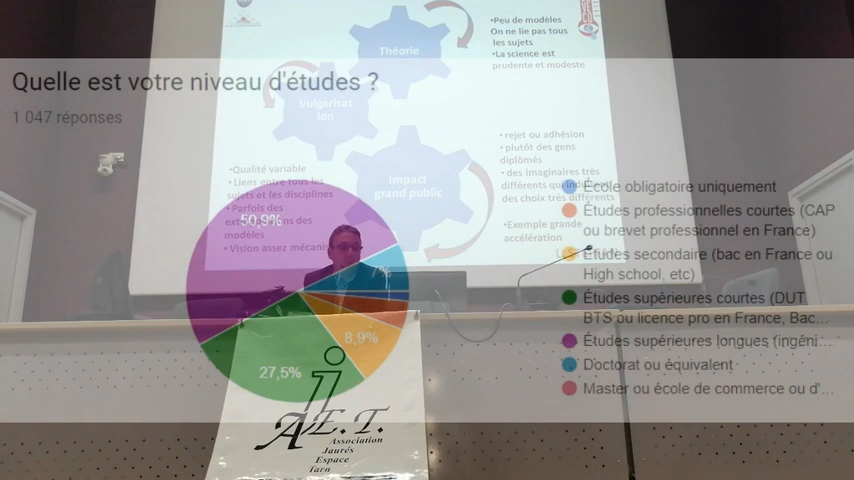 Théorie
•Peu de modèles
On ne lie pas tous
les sujets
•La science est
prudente et modeste
Quelle est votre niveau d'études ?
1 047 réponses
Vulgarisat
ion
Impact
grand public
• rejet ou adhésion
• plutôt des gens
diplômés
• des imaginaires très
différents qui
des choix très différents
•Exemple grande
accélération
•Qualité variable
• Liens entre tous les
sujets et les disciplines
• Parfois des
des
modèles
• Vision assez
50,9%
7%
8,9%
27,5%
École obligatoire uniquement
Études professionnelles courtes (CAP
ou brevet professionnel en France)
Études secondaire (bac en France ou
High school, etc)
Études supérieures courtes (DUT
BTS ou licence pro en France, Bac...
Études supérieures longues (ingéni...
Doctorat ou équivalent
Master ou école de commerce ou d'...
A.E.T.
Association
Jaurés
Espace
Tarn